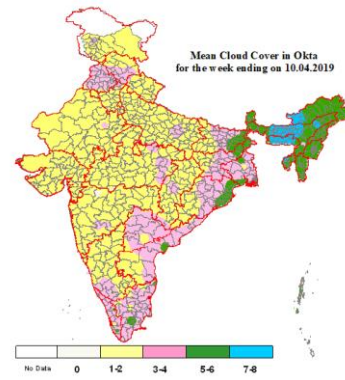 Mean Cloud Cover in Okta
for the week ending on 10.04.2019
No Data 0 1-2 3-4 5-6 7-8